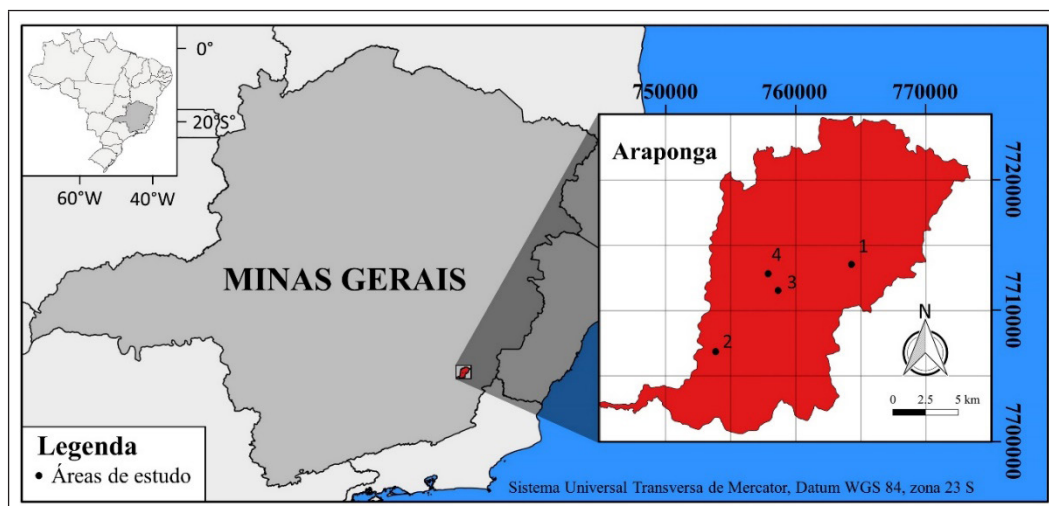 0°
20°S°
60°W
40°W
MINAS GERAIS
750000
760000
770000
Araponga
7720000
7710000
7700000
1
4
3
2
N
0
2.5
5 km
Legenda
Áreas de estudo
Sistema Universal Transversa de Mercator, Datum WGS 84, zona 23 S